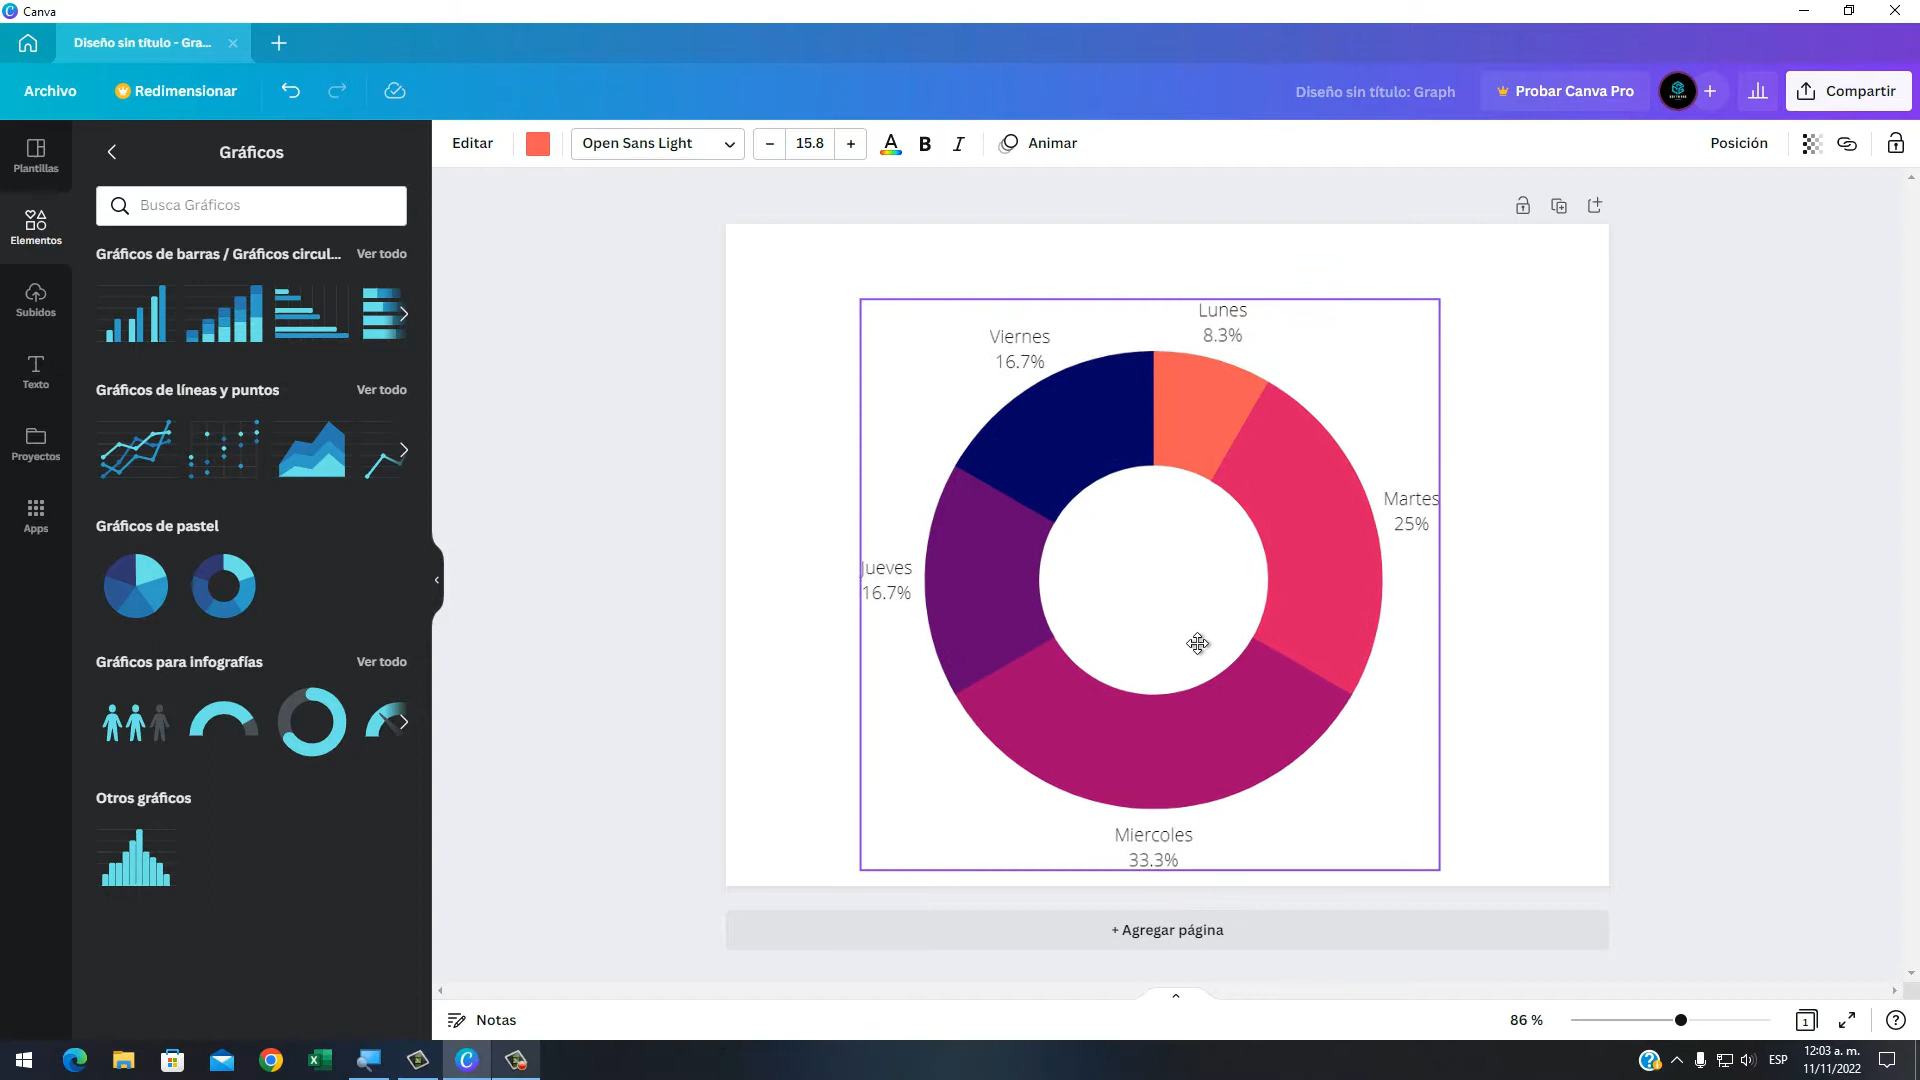 Canva
Diseño sin título - Gra...
Archivo
Redimensionar
Diseño sin título: Graph
Probar Canva Pro
Compartir
Plantillas
Elementos
Subidos
Texto
Proyectos
Apps
Gráficos
Busca Gráficos
Gráficos de barras / Gráficos circul...
Ver todo
Gráficos de líneas y puntos
Ver todo
Gráficos de pastel
Gráficos para infografías
Ver todo
Otros gráficos
Editar
Open Sans Light
15.8
A
B
I
Animar
Posición
Lunes
8.3%
Viernes
16.7%
Martes
25%
Jueves
16.7%
Miercoles
33.3%
+ Agregar página
Notas
86 %
1
ESP
12:03 a. m.
11/11/2022